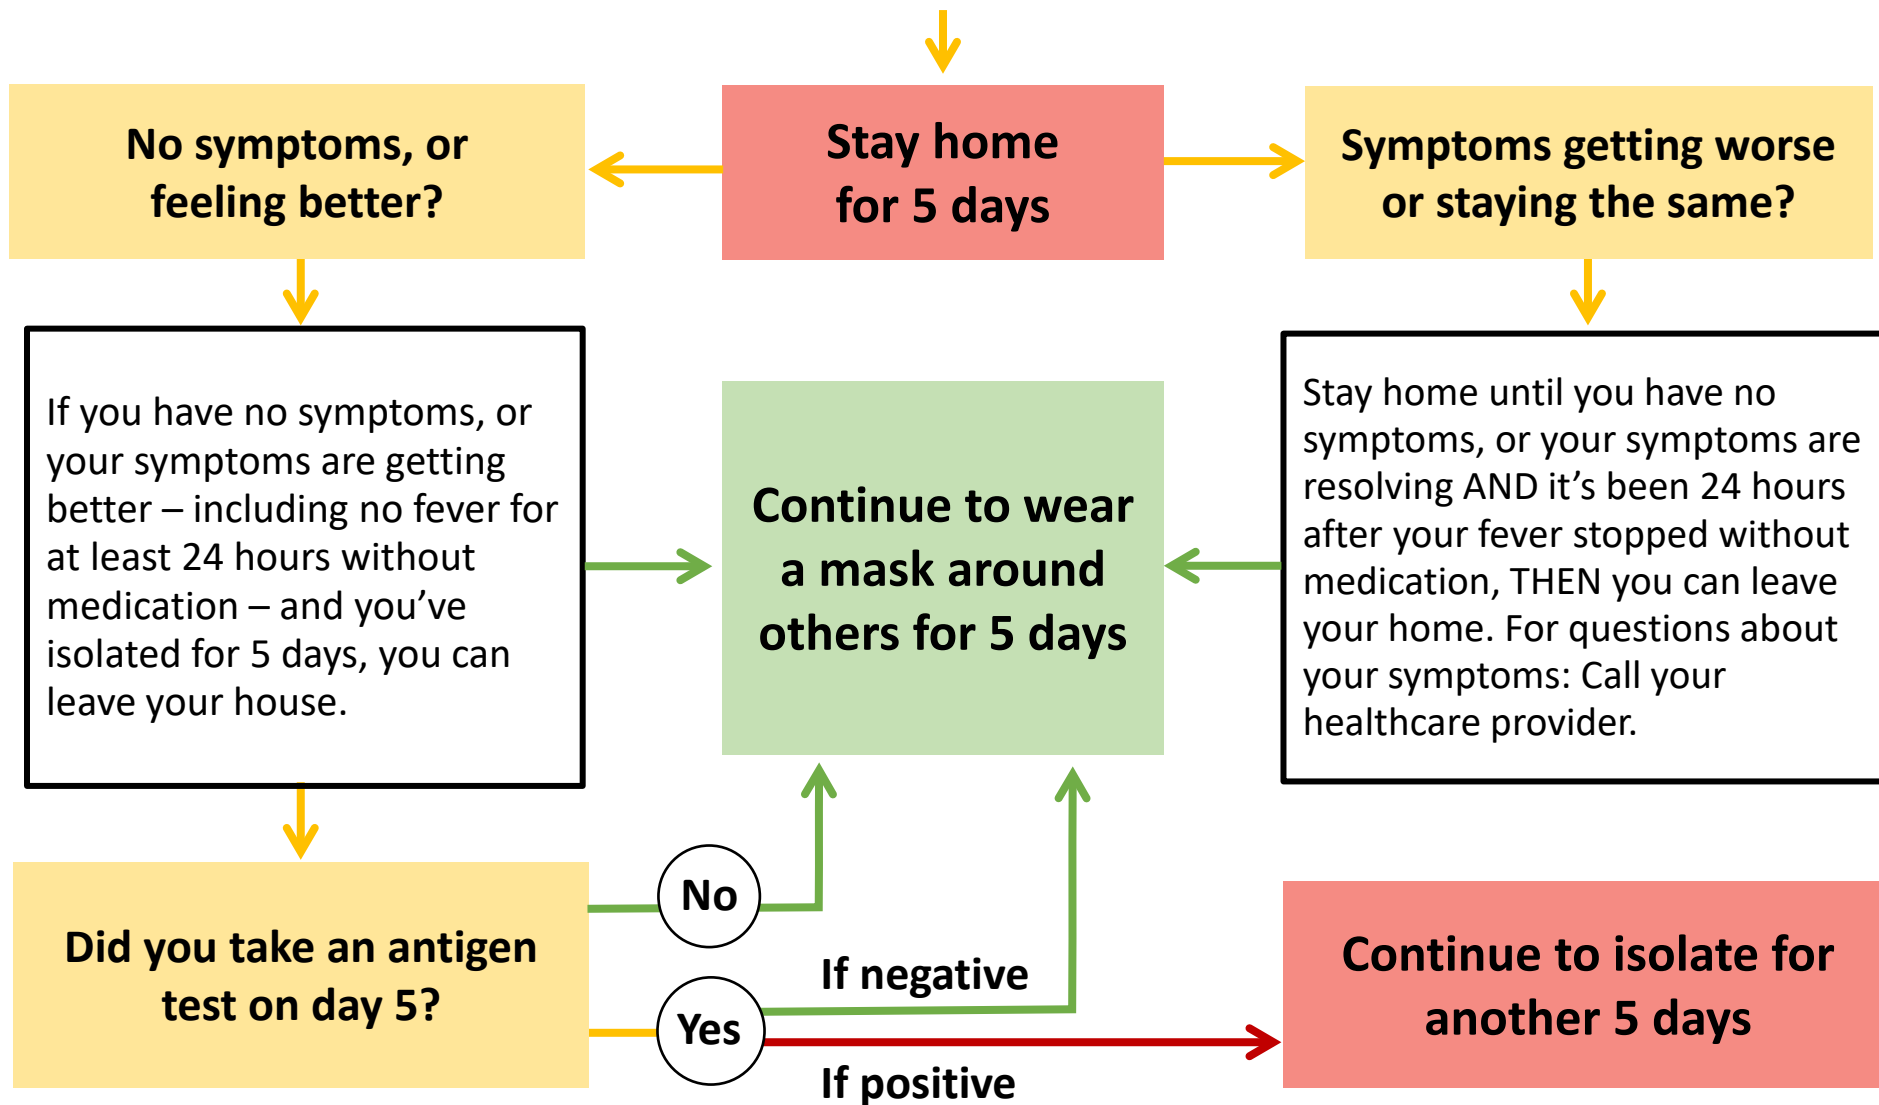 No symptoms, or
feeling better?
Stay home
for 5 days
Symptoms getting worse
or staying the same?
If you have no symptoms, or
your symptoms are getting
better – including no fever for
at least 24 hours without
medication – and you’ve
isolated for 5 days, you can
leave your house.
Continue to wear
a mask around
others for 5 days
Stay home until you have no
symptoms, or your symptoms are
resolving AND it’s been 24 hours
after your fever stopped without
medication, THEN you can leave
your home. For questions about
your symptoms: Call your
healthcare provider.
Did you take an antigen
test on day 5?
No
Yes
If negative
If positive
Continue to isolate for
another 5 days